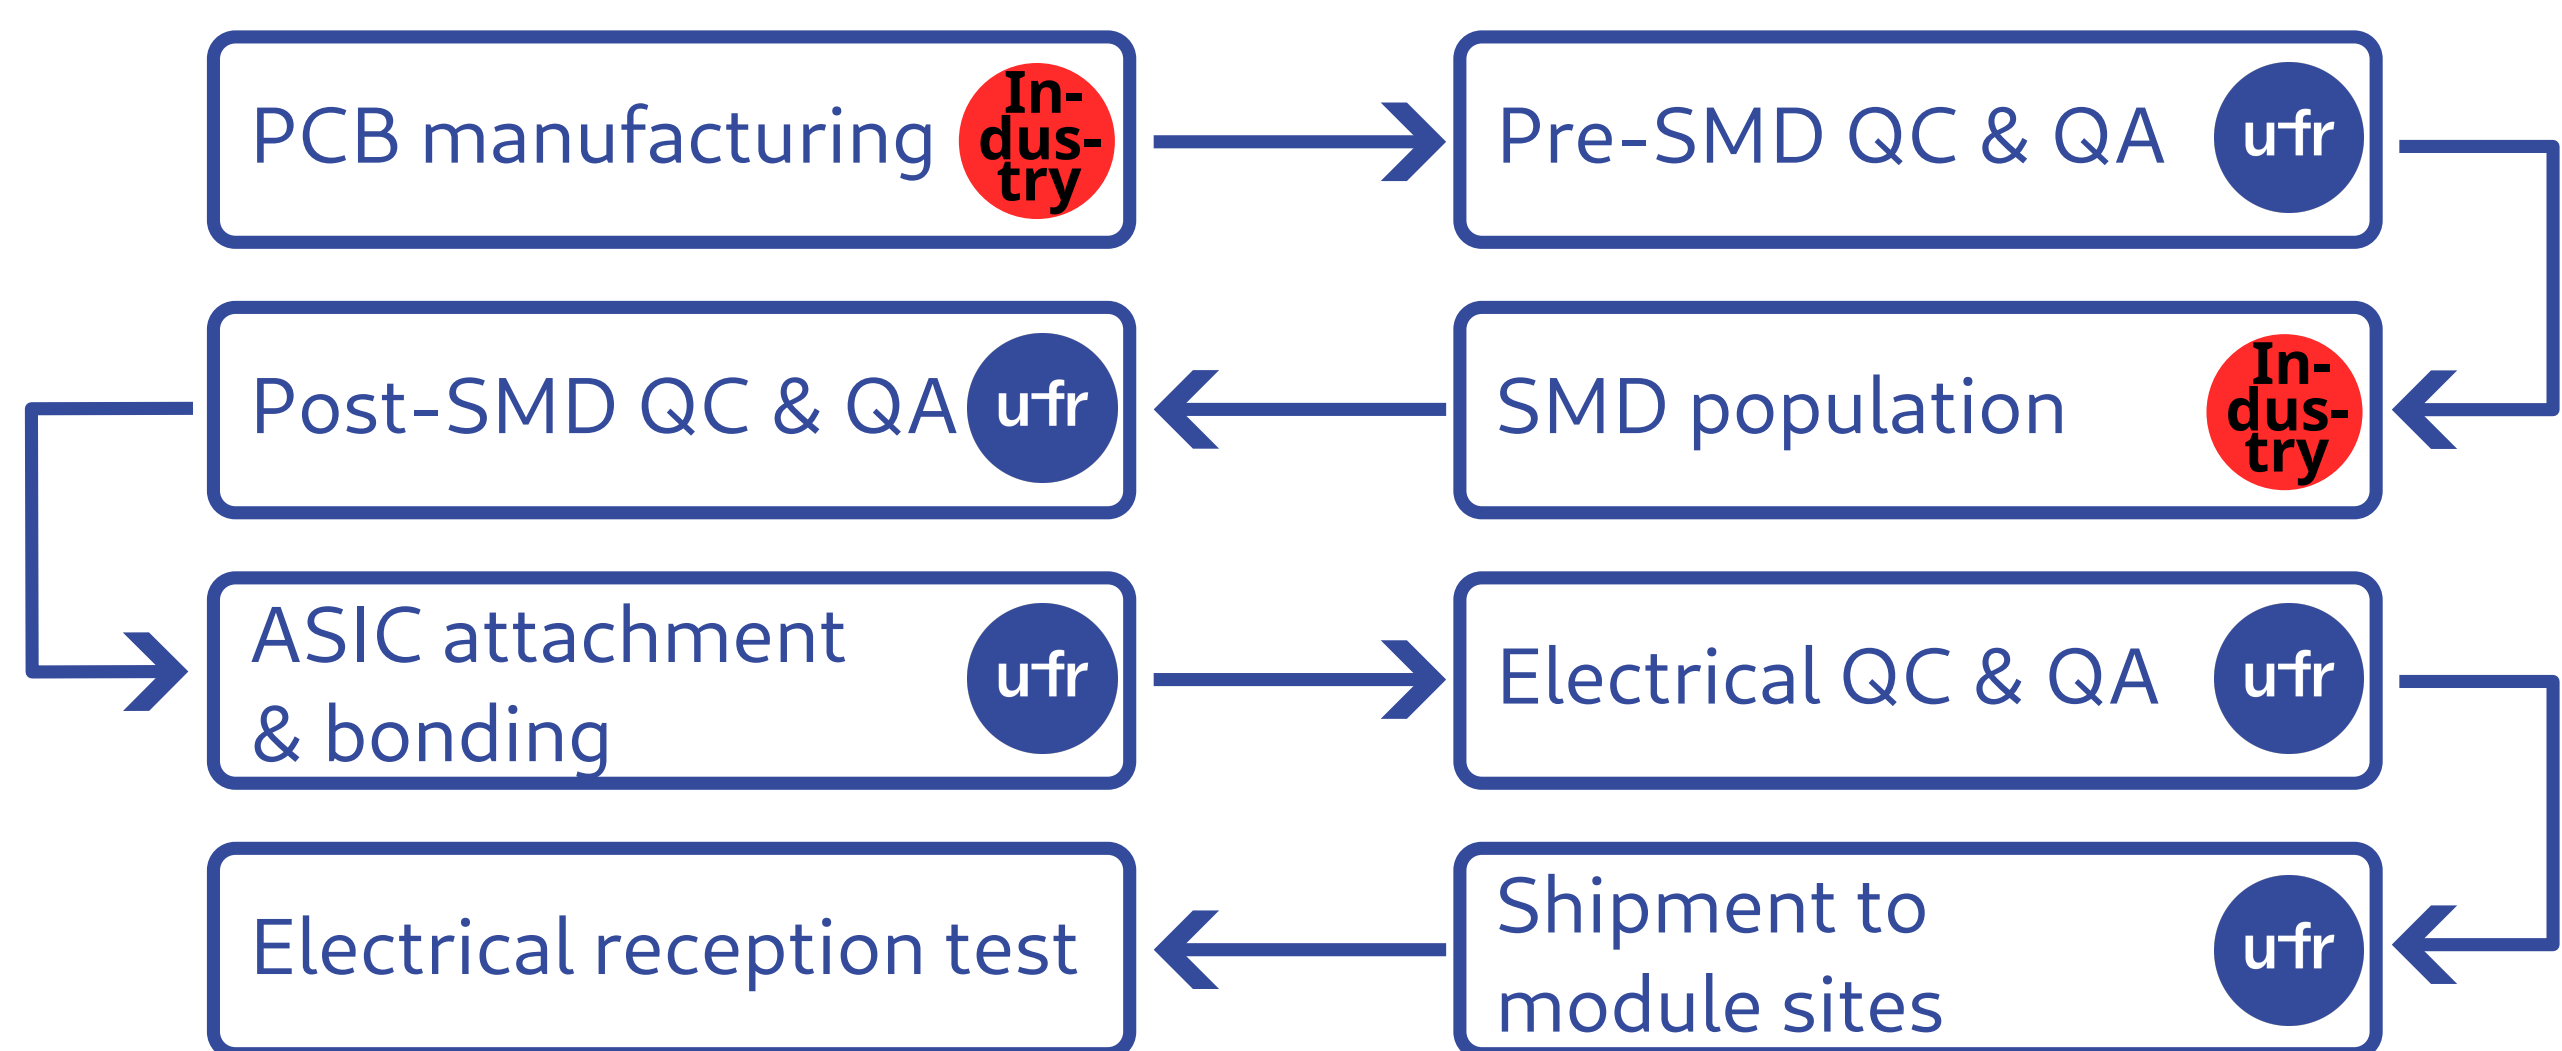 PCB manufacturing
In-
dus-
try
Pre-SMD QC & QA
ufr
Post-SMD QC & QA
ufr
SMD population
In-
dus-
try
ASIC attachment
& bonding
ufr
Electrical QC & QA
ufr
Electrical reception test
Shipment to
module sites
ufr